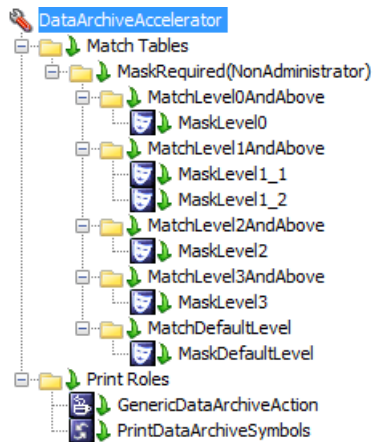 DataArchiveAccelerator
Match Tables
MaskRequired(NonAdministrator)
MatchLevel0AndAbove
MaskLevel0
MatchLevel1AndAbove
MaskLevel1_1
MaskLevel1_2
MatchLevel2AndAbove
MaskLevel2
MatchLevel3AndAbove
MaskLevel3
MatchDefaultLevel
MaskDefaultLevel
Print Roles
GenericDataArchiveAction
PrintDataArchiveSymbols